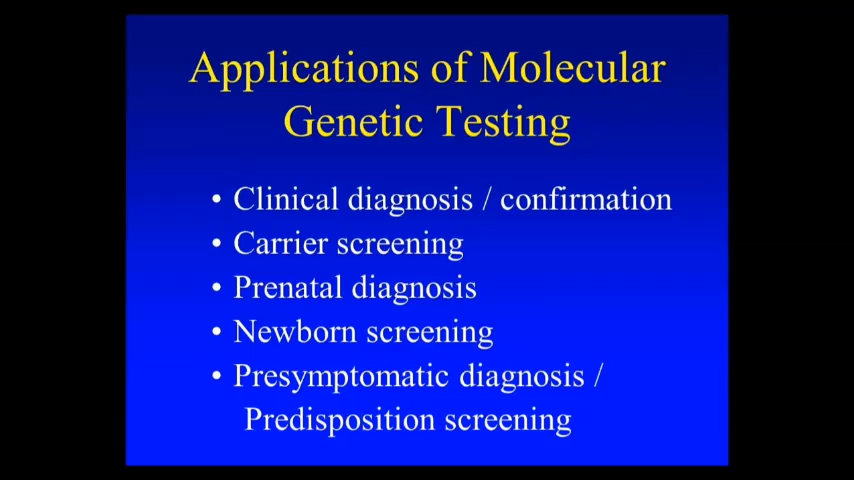 Applications of Molecular
Genetic Testing
• Clinical diagnosis / confirmation
• Carrier screening
• Prenatal diagnosis
• Newborn screening
• Presymptomatic diagnosis /
Predisposition screening